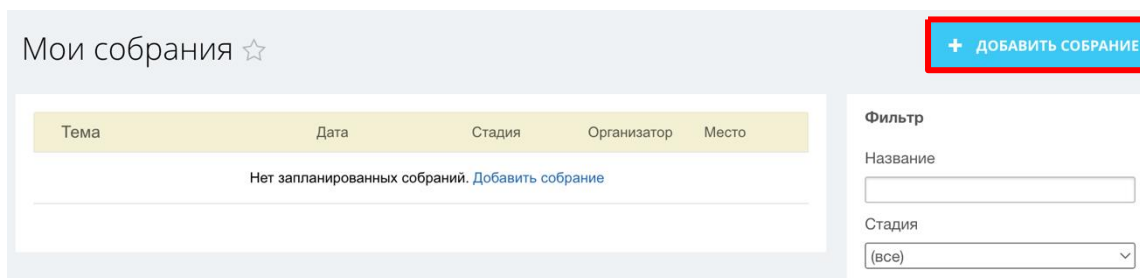 Мои собрания
+ ДОБАВИТЬ СОБРАНИЕ
Тема Дата Стадия Организатор Место
Нет запланированных собраний. Добавить собрание
Фильтр
Название
Стадия
(все)